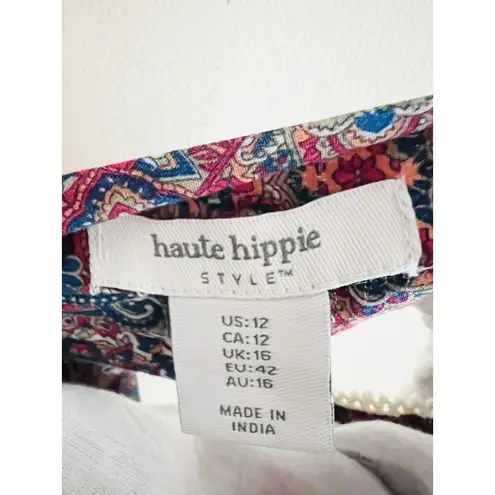 haute hippie
STYLE™
US:12
CA:12
UK:16
EU:42
AU:16
MADE IN
INDIA